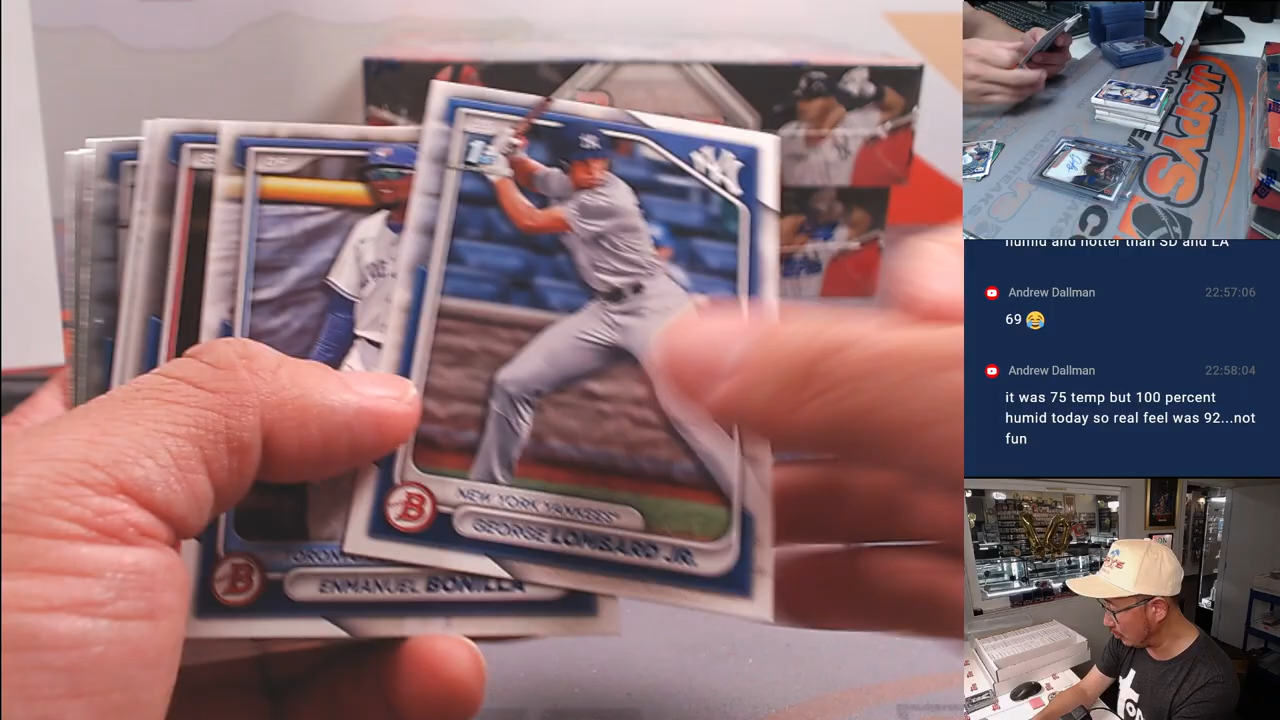 1st
NEW YORK YANKEES
GEORGE LOMBARD JR.
B
ENMANUEL BONILLA
B
JASPYS
humid and hotter than SD and LA
Andrew Dallman 22:57:06
69 😂
Andrew Dallman 22:58:04
it was 75 temp but 100 percent
humid today so real feel was 92...not
fun